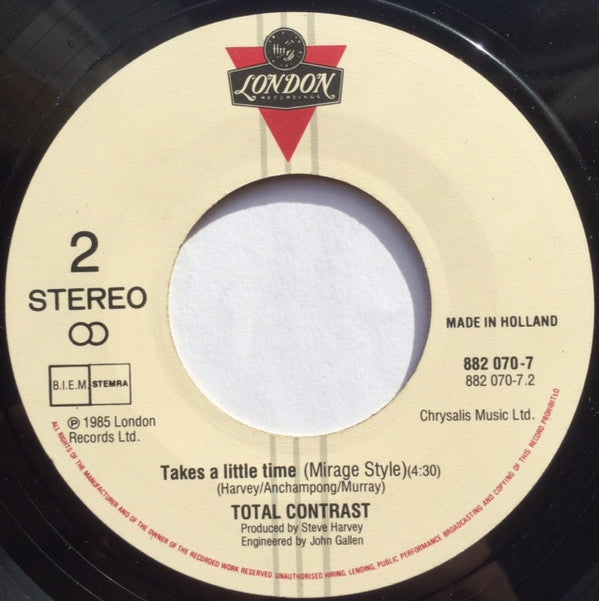 ffrr
LONDON
RECORDINGS
2
STEREO
MADE IN HOLLAND
882 070-7
882 070-7.2
B.I.E.M. STEMRA
Ⓟ 1985 London
Records Ltd.
Chrysalis Music Ltd.
Takes a little time (Mirage Style)(4:30)
(Harvey/Anchampong/Murray)
TOTAL CONTRAST
Produced by Steve Harvey
Engineered by John Gallen
ALL RIGHTS OF THE MANUFACTURER AND OF THE OWNER OF THE RECORDED WORK RESERVED. UNAUTHORISED HIRING, LENDING, PUBLIC PERFORMANCE BROADCASTING AND COPYING OF THIS RECORD PROHIBITED